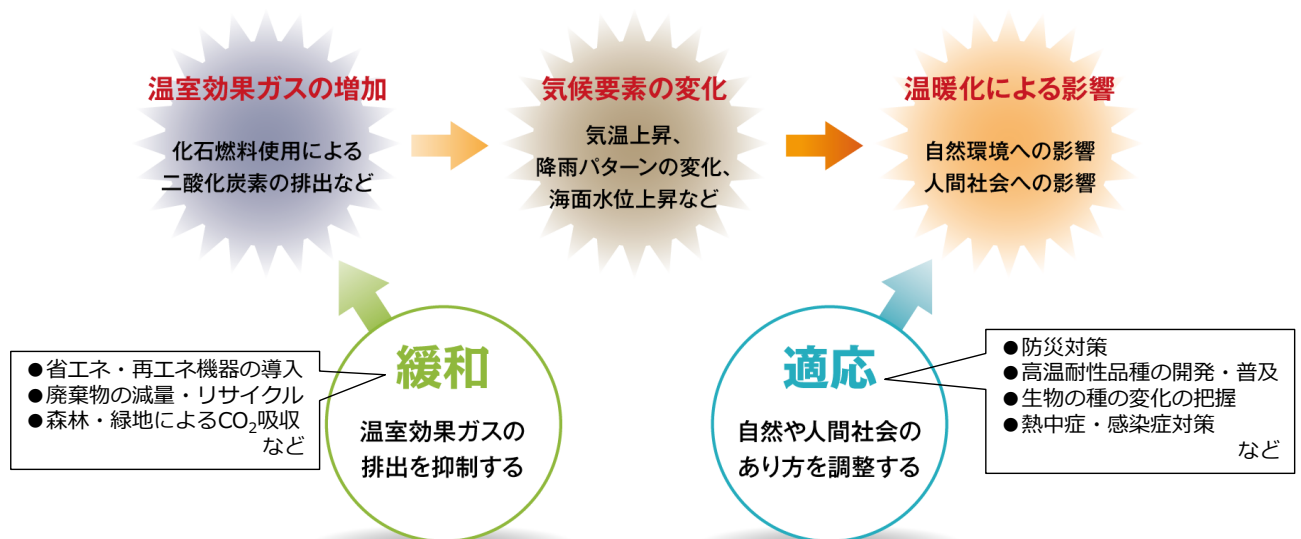 温室効果ガスの増加
化石燃料使用による
二酸化炭素の排出など
気候要素の変化
気温上昇、
降雨パターンの変化、
海面水位上昇など
温暖化による影響
自然環境への影響
人間社会への影響
●省エネ・再エネ機器の導入
●廃棄物の減量・リサイクル
●森林・緑地によるCO₂吸収
など
緩和
温室効果ガスの
排出を抑制する
適応
自然や人間社会の
あり方を調整する
●防災対策
●高温耐性品種の開発・普及
●生物の種の変化の把握
●熱中症・感染症対策
など